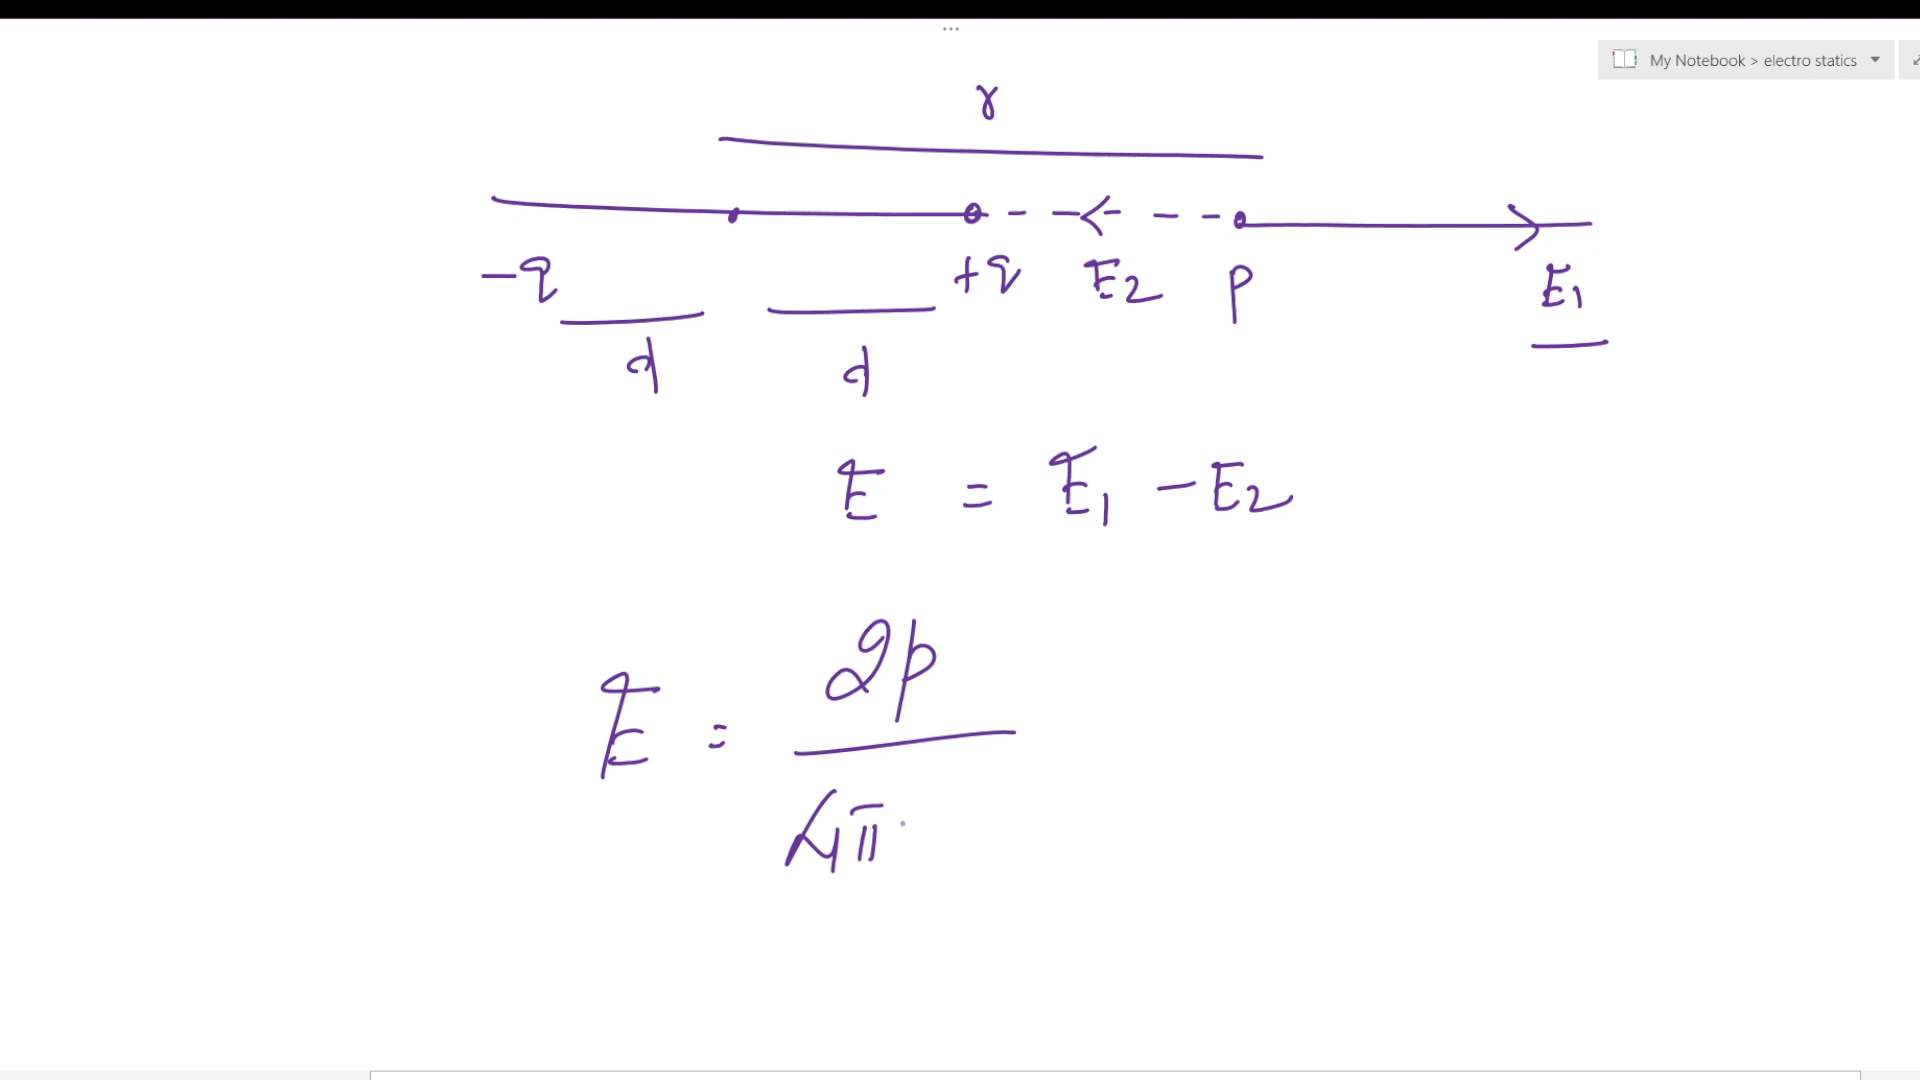 ...
My Notebook > electro statics
r
-q +q E2 p E1
d d
E = E1 - E2
E = 2p
4π